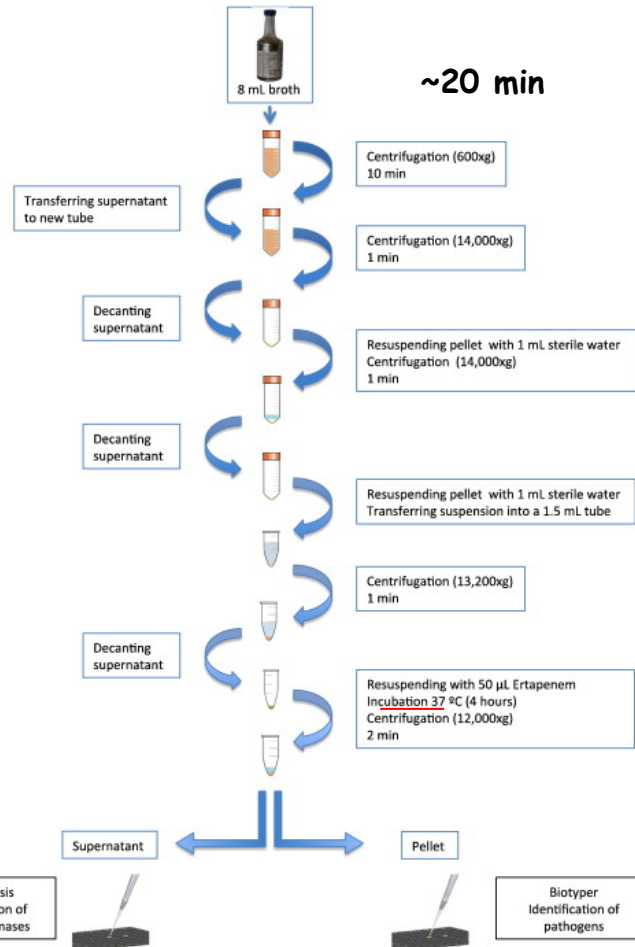 8 mL broth
~20 min
Centrifugation (600xg)
10 min
Transferring supernatant
to new tube
Centrifugation (14,000xg)
1 min
Decanting
supernatant
Resuspending pellet with 1 mL sterile water
Centrifugation (14,000xg)
1 min
Decanting
supernatant
Resuspending pellet with 1 mL sterile water
Transferring suspension into a 1.5 mL tube
Centrifugation (13,200xg)
1 min
Decanting
supernatant
Resuspending with 50 µL Ertapenem
Incubation 37 ºC (4 hours)
Centrifugation (12,000xg)
2 min
Supernatant
Pellet
sis
on of
nases
Biotyper
Identification of
pathogens